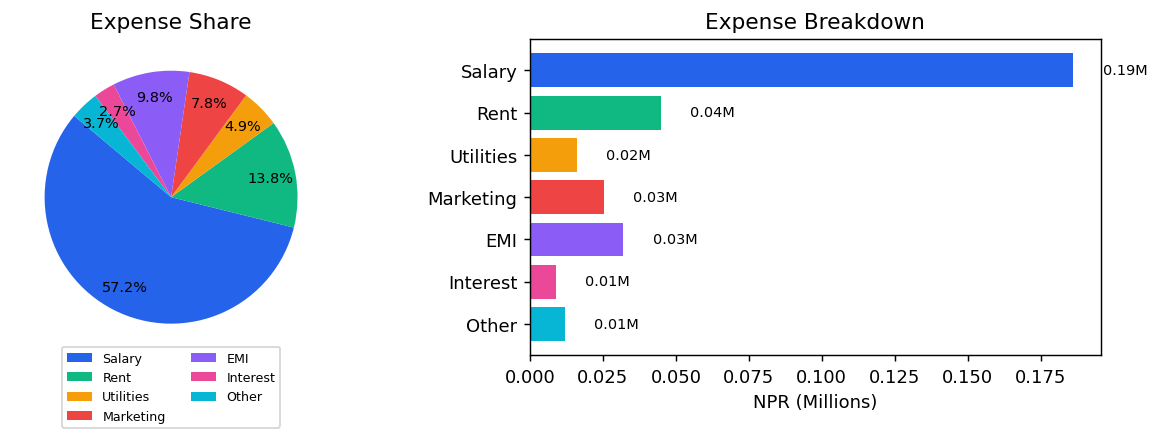 Expense Share
9.8%
7.8%
2.7%
3.7%
4.9%
13.8%
57.2%
Salary
Rent
Utilities
Marketing
EMI
Interest
Other
Expense Breakdown
Salary 0.19M
Rent 0.04M
Utilities 0.02M
Marketing 0.03M
EMI 0.03M
Interest 0.01M
Other 0.01M
0.000 0.025 0.050 0.075 0.100 0.125 0.150 0.175
NPR (Millions)